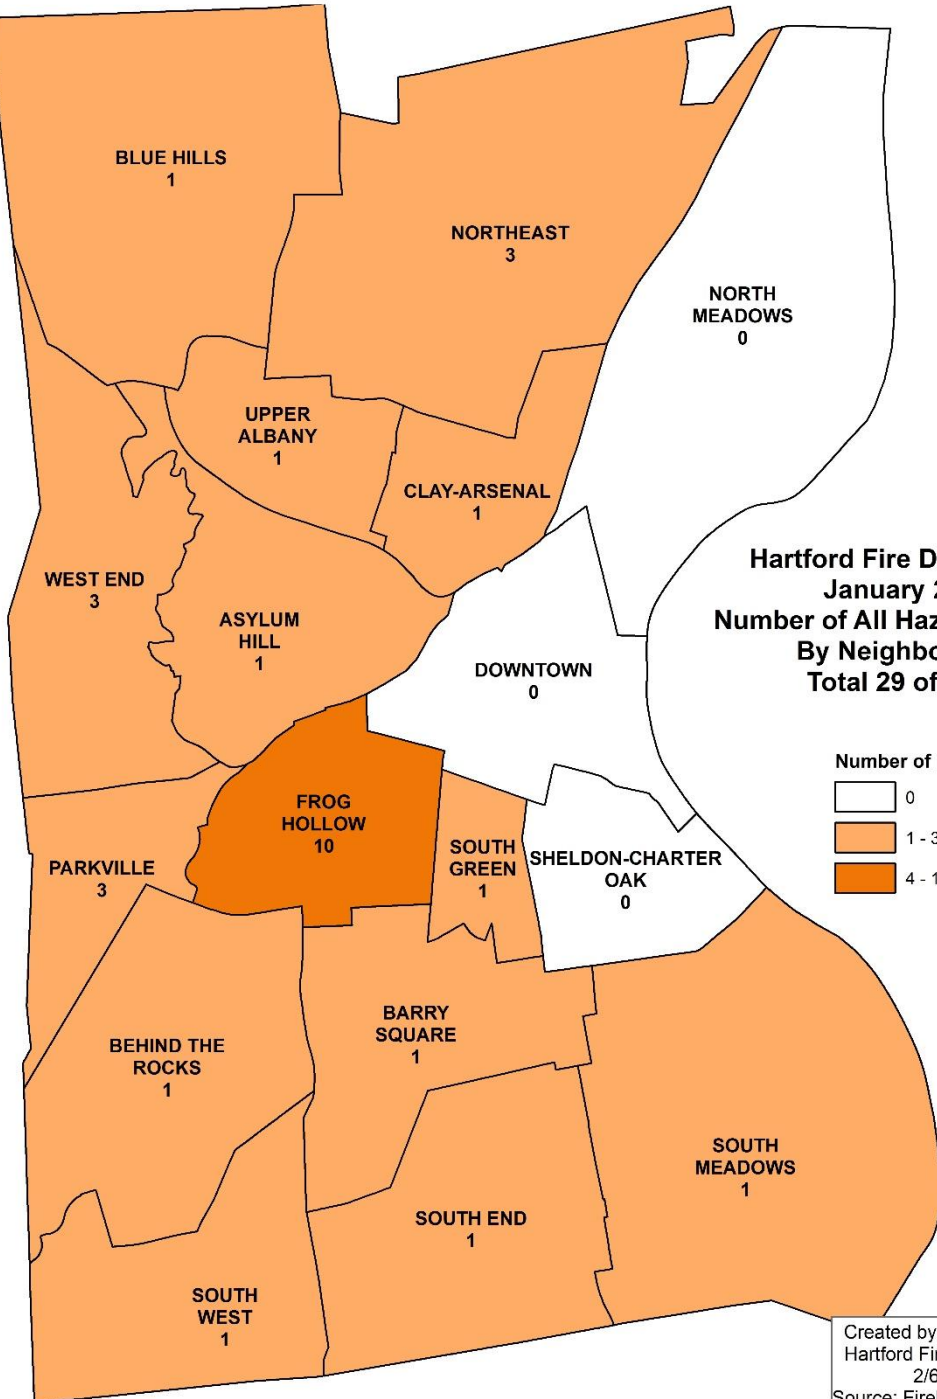 BLUE HILLS
1
NORTHEAST
3
NORTH
MEADOWS
0
UPPER
ALBANY
1
CLAY-ARSENAL
1
WEST END
3
ASYLUM
HILL
1
DOWNTOWN
0
Hartford Fire D
January 2
Number of All Haz
By Neighbo
Total 29 of
Number of
0
1 - 3
4 - 1
FROG
HOLLOW
10
PARKVILLE
3
SOUTH
GREEN
1
SHELDON-CHARTER
OAK
0
BARRY
SQUARE
1
BEHIND THE
ROCKS
1
SOUTH
MEADOWS
1
SOUTH END
1
SOUTH
WEST
1
Created by
Hartford Fir
2/6
Source: Fire